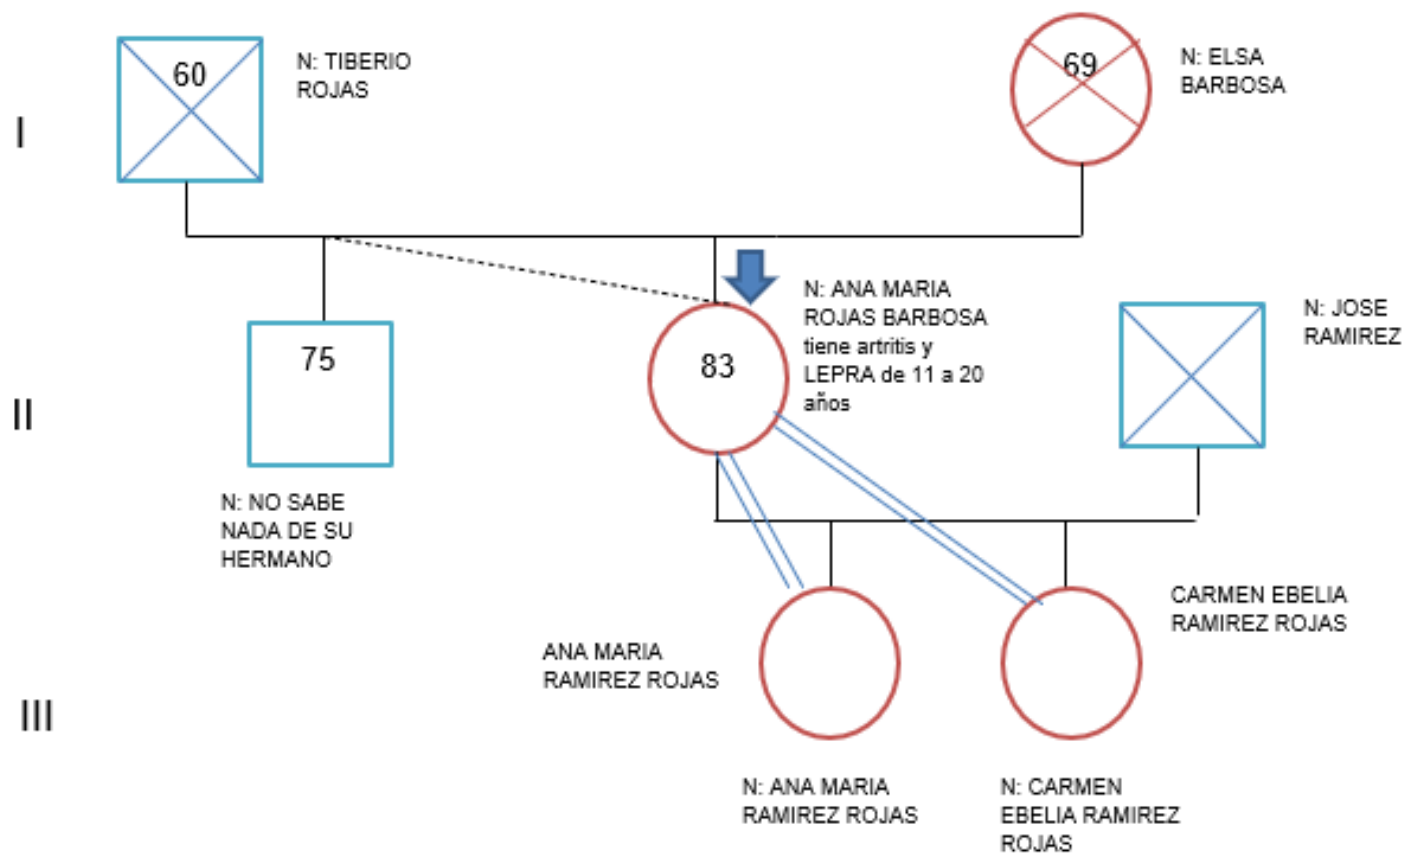 60
N: TIBERIO
ROJAS
69
N: ELSA
BARBOSA
I
N: ANA MARIA
ROJAS BARBOSA
tiene artritis y
LEPRA de 11 a 20
años
N: JOSE
RAMIREZ
75
83
II
N: NO SABE
NADA DE SU
HERMANO
CARMEN EBELIA
RAMIREZ ROJAS
ANA MARIA
RAMIREZ ROJAS
III
N: ANA MARIA
RAMIREZ ROJAS
N: CARMEN
EBELIA RAMIREZ
ROJAS